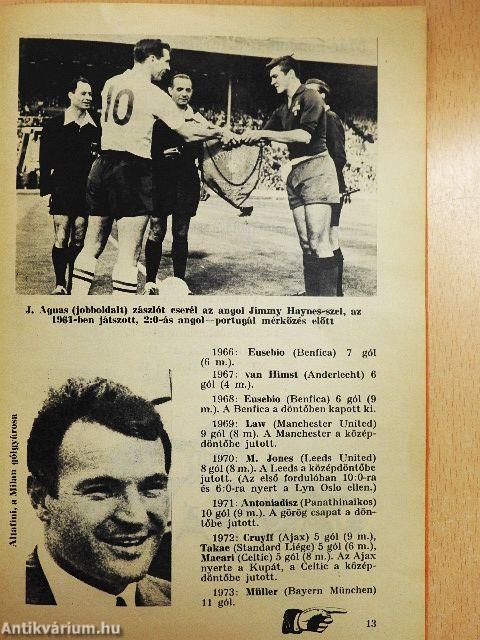 10
J. Aguas (jobboldalt) zászlót cserél az angol Jimmy Haynes-szel, az
1961-ben játszott, 2:0-ás angol—portugál mérkőzés előtt
Altafini, a Milan gólgyárosa
1966: Eusebio (Benfica) 7 gól
(6 m.).
1967: van Himst (Anderlecht) 6
gól (4 m.).
1968: Eusebio (Benfica) 6 gól (9
m.). A Benfica a döntőben kapott ki.
1969: Law (Manchester United)
9 gól (8 m). A Manchester a közép-
döntőbe jutott.
1970: M. Jones (Leeds United)
8 gól (8 m.). A Leeds a középdöntőbe
jutott. (Az első fordulóban 10:0-ra
és 6:0-ra nyert a Lyn Oslo ellen.)
1971: Antoniadisz (Panathinaikos)
10 gól (9 m.). A görög csapat a dön-
tőbe jutott.
1972: Cruyff (Ajax) 5 gól (9 m.),
Takac (Standard Liége) 5 gól (6 m.),
Macari (Celtic) 5 gól (8 m.). Az Ajax
nyerte a Kupát, a Celtic a közép-
döntőbe jutott.
1973: Müller (Bayern München)
11 gól.
13
Antikvárium.hu